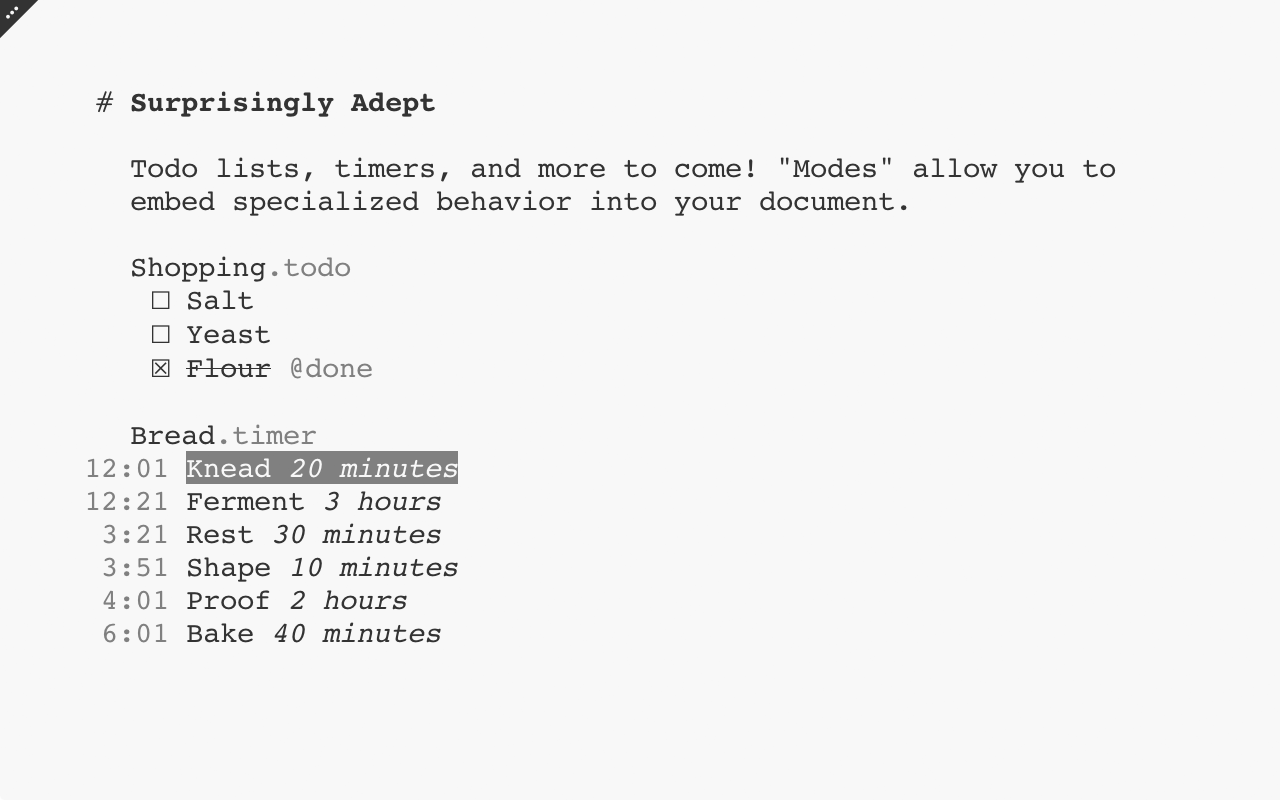 # Surprisingly Adept
Todo lists, timers, and more to come! "Modes" allow you to
embed specialized behavior into your document.
Shopping.todo
☐ Salt
☐ Yeast
☒ Flour @done
Bread.timer
12:01 Knead 20 minutes
12:21 Ferment 3 hours
3:21 Rest 30 minutes
3:51 Shape 10 minutes
4:01 Proof 2 hours
6:01 Bake 40 minutes